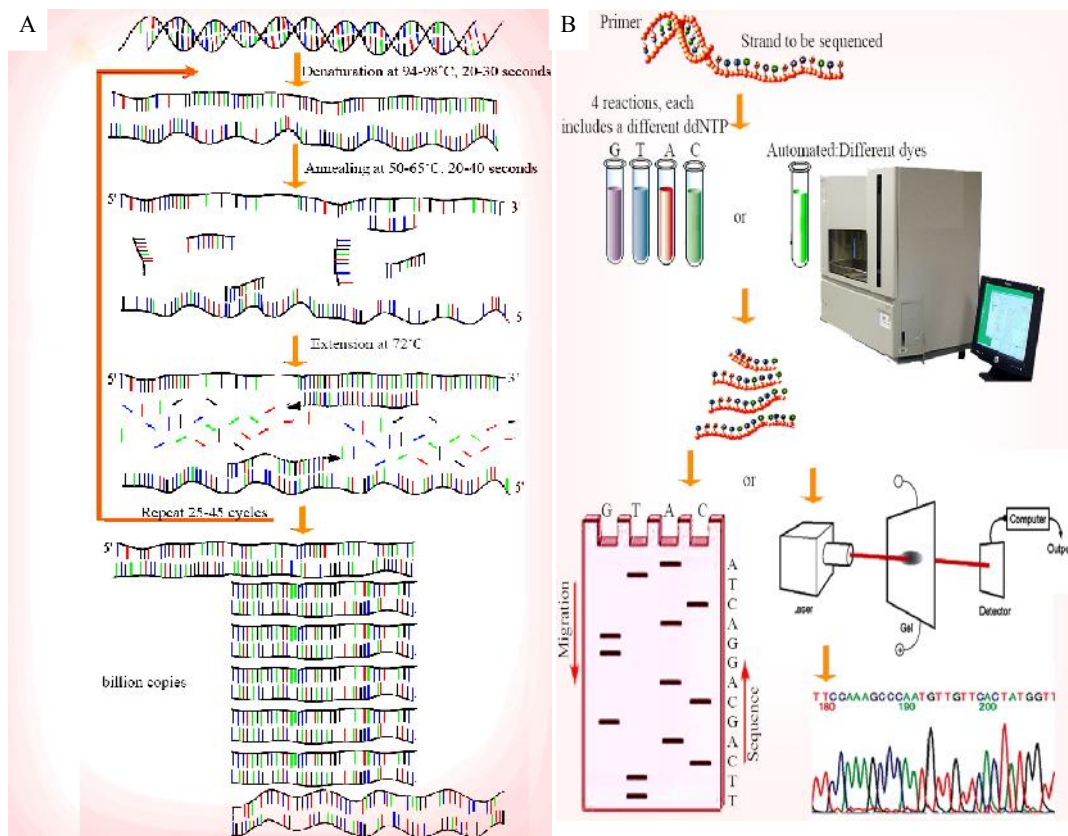 A
Denaturation at 94-98˚C, 20-30 seconds
Annealing at 50-65˚C, 20-40 seconds
5'
3'
5
Extension at 72˚C
5'
3'
5'
Repeat 25-45 cycles
5'
billion copies
B
Primer
Strand to be sequenced
4 reactions, each
includes a different ddNTP
G T A C
Automated:Different dyes
or
or
G T A C
Migration
A
T
C
A
G
G
A
C
G
A
C
T
T
Sequence
Laser
Gel
Detector
Computer
Outpu
T TCCAAAGCCCAATGTTGTTCACTATGGTT
180 190 200